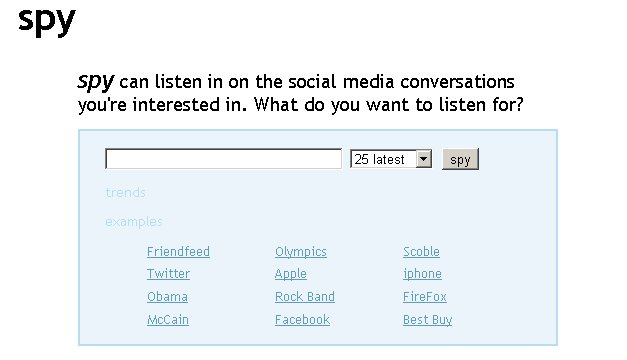 spy
spy can listen in on the social media conversations
you're interested in. What do you want to listen for?
25 latest spy
trends
examples
Friendfeed Olympics Scoble
Twitter Apple iphone
Obama Rock Band FireFox
McCain Facebook Best Buy